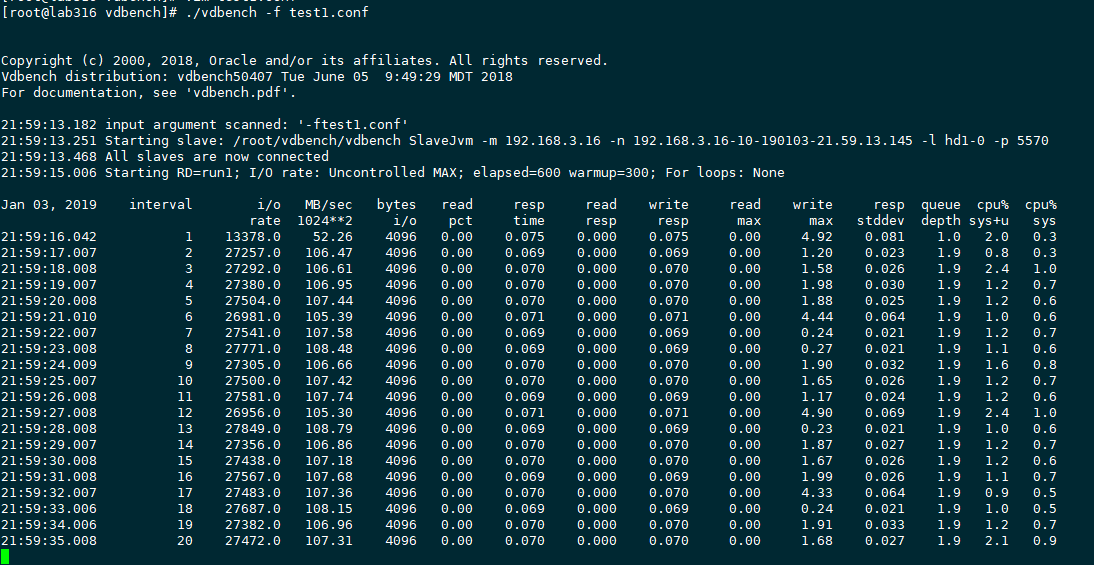 [root@lab316 vdbench]# ./vdbench -f test1.conf
Copyright (c) 2000, 2018, Oracle and/or its affiliates. All rights reserved.
Vdbench distribution: vdbench50407 Tue June 05  9:49:29 MDT 2018
For documentation, see 'vdbench.pdf'.
21:59:13.182 input argument scanned: '-ftest1.conf'
21:59:13.251 Starting slave: /root/vdbench/vdbench SlaveJvm -m 192.168.3.16 -n 192.168.3.16-10-190103-21.59.13.145 -l hd1-0 -p 5570
21:59:13.468 All slaves are now connected
21:59:15.006 Starting RD=run1; I/O rate: Uncontrolled MAX; elapsed=600 warmup=300; For loops: None
Jan 03, 2019 interval i/o MB/sec bytes read resp read write read write resp queue cpu% cpu%
rate 1024**2 i/o pct time resp resp max max stddev depth sys+u sys
21:59:16.042 1 13378.0 52.26 4096 0.00 0.075 0.000 0.075 0.00 4.92 0.081 1.0 2.0 0.3
21:59:17.007 2 27257.0 106.47 4096 0.00 0.069 0.000 0.069 0.00 1.20 0.023 1.9 0.8 0.3
21:59:18.008 3 27292.0 106.61 4096 0.00 0.070 0.000 0.070 0.00 1.58 0.026 1.9 2.4 1.0
21:59:19.007 4 27380.0 106.95 4096 0.00 0.070 0.000 0.070 0.00 1.98 0.030 1.9 1.2 0.7
21:59:20.008 5 27504.0 107.44 4096 0.00 0.070 0.000 0.070 0.00 1.88 0.025 1.9 1.2 0.6
21:59:21.010 6 26981.0 105.39 4096 0.00 0.071 0.000 0.071 0.00 4.44 0.064 1.9 1.0 0.6
21:59:22.007 7 27541.0 107.58 4096 0.00 0.069 0.000 0.069 0.00 0.24 0.021 1.9 1.2 0.7
21:59:23.008 8 27771.0 108.48 4096 0.00 0.069 0.000 0.069 0.00 0.27 0.021 1.9 1.1 0.6
21:59:24.009 9 27305.0 106.66 4096 0.00 0.070 0.000 0.070 0.00 1.90 0.032 1.9 1.6 0.8
21:59:25.007 10 27500.0 107.42 4096 0.00 0.070 0.000 0.070 0.00 1.65 0.026 1.9 1.2 0.7
21:59:26.008 11 27581.0 107.74 4096 0.00 0.069 0.000 0.069 0.00 1.17 0.024 1.9 1.2 0.6
21:59:27.008 12 26956.0 105.30 4096 0.00 0.071 0.000 0.071 0.00 4.90 0.069 1.9 2.4 1.0
21:59:28.008 13 27849.0 108.79 4096 0.00 0.069 0.000 0.069 0.00 0.23 0.021 1.9 1.0 0.6
21:59:29.007 14 27356.0 106.86 4096 0.00 0.070 0.000 0.070 0.00 1.87 0.027 1.9 1.2 0.7
21:59:30.008 15 27438.0 107.18 4096 0.00 0.070 0.000 0.070 0.00 1.67 0.026 1.9 1.2 0.6
21:59:31.008 16 27567.0 107.68 4096 0.00 0.069 0.000 0.069 0.00 1.99 0.026 1.9 1.1 0.7
21:59:32.007 17 27483.0 107.36 4096 0.00 0.070 0.000 0.070 0.00 4.33 0.064 1.9 0.9 0.5
21:59:33.006 18 27687.0 108.15 4096 0.00 0.069 0.000 0.069 0.00 0.24 0.021 1.9 1.0 0.5
21:59:34.006 19 27382.0 106.96 4096 0.00 0.070 0.000 0.070 0.00 1.91 0.033 1.9 1.2 0.7
21:59:35.008 20 27472.0 107.31 4096 0.00 0.070 0.000 0.070 0.00 1.68 0.027 1.9 2.1 0.9